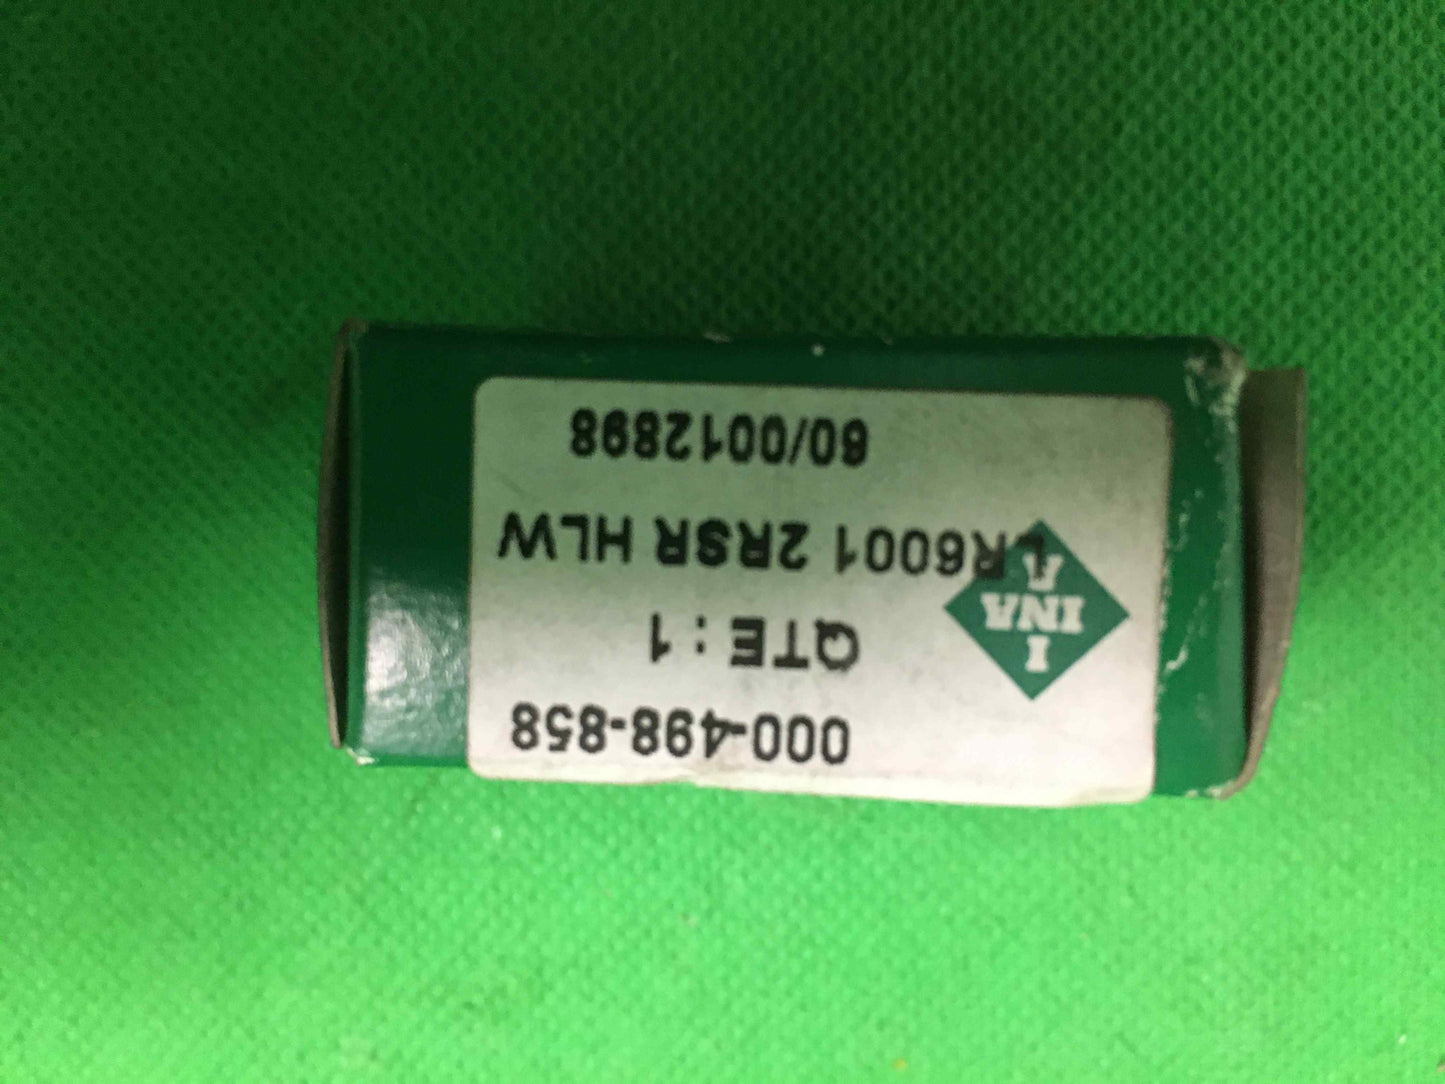 000-498-858
QTE : 1
I
INA
A
LR6001 2RSR HLW
60/0012898